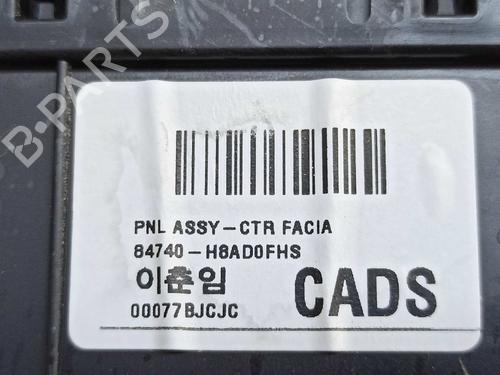 B-PARTS
PNL ASSY-CTR FACIA
84740-H8AD0FHS
이춘임
CADS
00077BJCJC